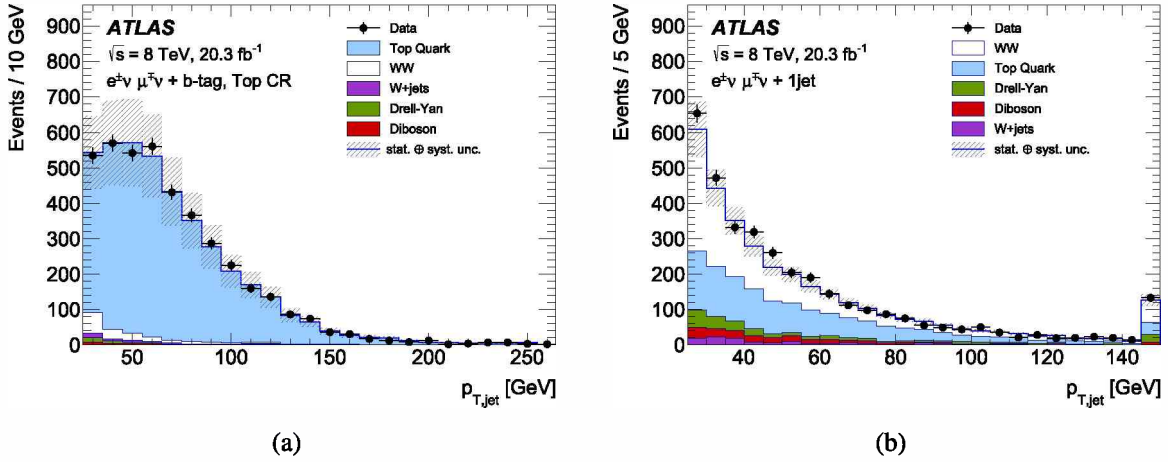 ATLAS
√s = 8 TeV, 20.3 fb⁻¹
e±ν μ∓ν + b-tag, Top CR
Data
Top Quark
WW
W+jets
Drell-Yan
Diboson
stat. ⊕ syst. unc.
Events / 10 GeV
900
800
700
600
500
400
300
200
100
0
50 100 150 200 250
p_T,jet [GeV]
(a)
ATLAS
√s = 8 TeV, 20.3 fb⁻¹
e±ν μ∓ν + 1jet
Data
WW
Top Quark
Drell-Yan
Diboson
W+jets
stat. ⊕ syst. unc.
Events / 5 GeV
900
800
700
600
500
400
300
200
100
0
40 60 80 100 120 140
p_T,jet [GeV]
(b)